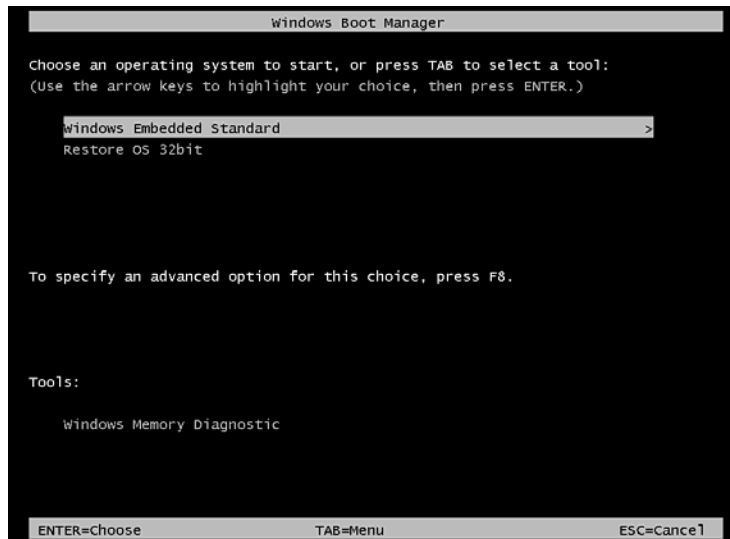 Windows Boot Manager
Choose an operating system to start, or press TAB to select a tool:
(Use the arrow keys to highlight your choice, then press ENTER.)
Windows Embedded Standard >
Restore OS 32bit
To specify an advanced option for this choice, press F8.
Tools:
Windows Memory Diagnostic
ENTER=Choose TAB=Menu ESC=Cancel